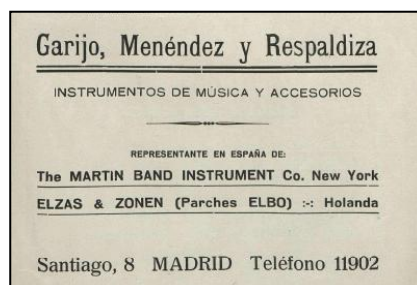 Garijo, Menéndez y Respaldiza
INSTRUMENTOS DE MÚSICA Y ACCESORIOS
REPRESENTANTE EN ESPAÑA DE:
The MARTIN BAND INSTRUMENT Co. New York
ELZAS & ZONEN (Parches ELBO) :-: Holanda
Santiago, 8 MADRID Teléfono 11902